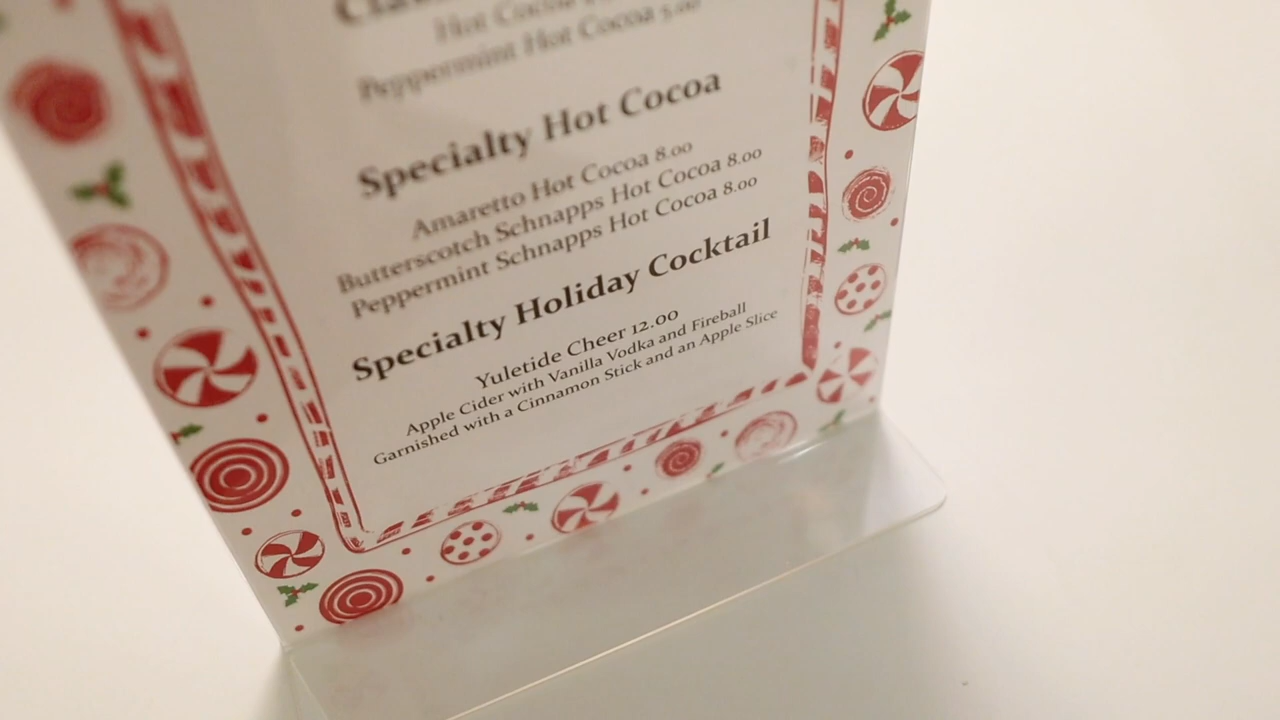 Hot Cocoa
Peppermint Hot Cocoa 5.00
Specialty Hot Cocoa
Amaretto Hot Cocoa 8.00
Butterscotch Schnapps Hot Cocoa 8.00
Peppermint Schnapps Hot Cocoa 8.00
Specialty Holiday Cocktail
Yuletide Cheer 12.00
Apple Cider with Vanilla Vodka and Fireball
Garnished with a Cinnamon Stick and an Apple Slice